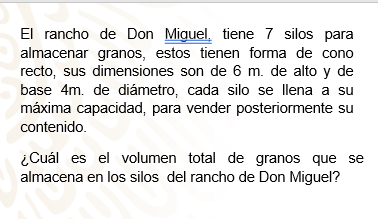 El rancho de Don Miguel, tiene 7 silos para
almacenar granos, estos tienen forma de cono
recto, sus dimensiones son de 6 m. de alto y de
base 4m. de diámetro, cada silo se llena a su
máxima capacidad, para vender posteriormente su
contenido.
¿Cuál es el volumen total de granos que se
almacena en los silos del rancho de Don Miguel?